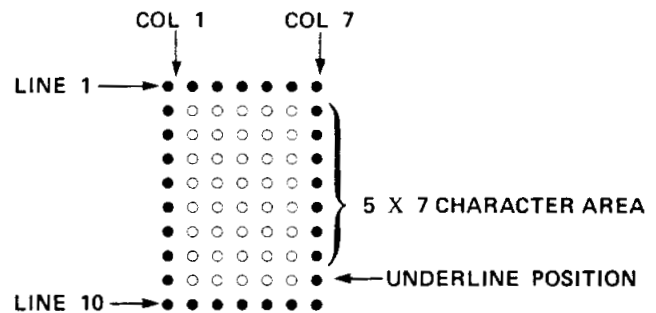 COL 1 COL 7
LINE 1
5 X 7 CHARACTER AREA
UNDERLINE POSITION
LINE 10